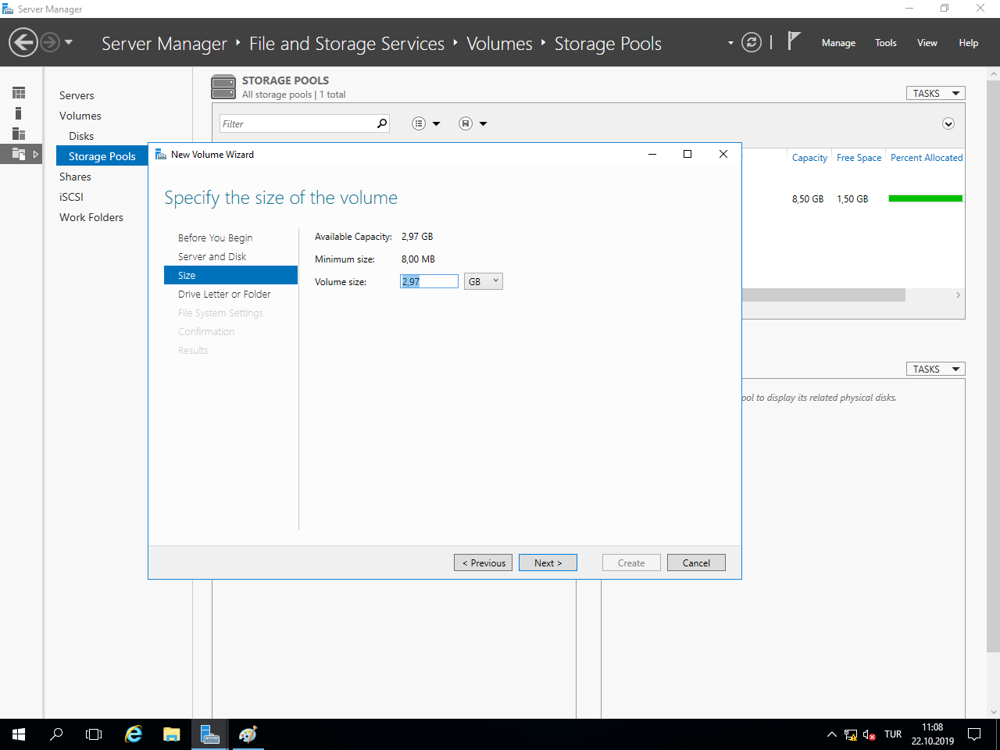 Server Manager
Server Manager ‣ File and Storage Services ‣ Volumes ‣ Storage Pools
Manage Tools View Help
Servers
Volumes
Disks
Storage Pools
Shares
iSCSI
Work Folders
STORAGE POOLS
All storage pools | 1 total
TASKS
Filter
Capacity Free Space Percent Allocated
8,50 GB 1,50 GB
New Volume Wizard
Specify the size of the volume
Before You Begin
Server and Disk
Size
Drive Letter or Folder
File System Settings
Confirmation
Results
Available Capacity: 2,97 GB
Minimum size: 8,00 MB
Volume size: 2,97 GB
< Previous Next > Create Cancel
TASKS
ool to display its related physical disks.
TUR
11:08
22.10.2019